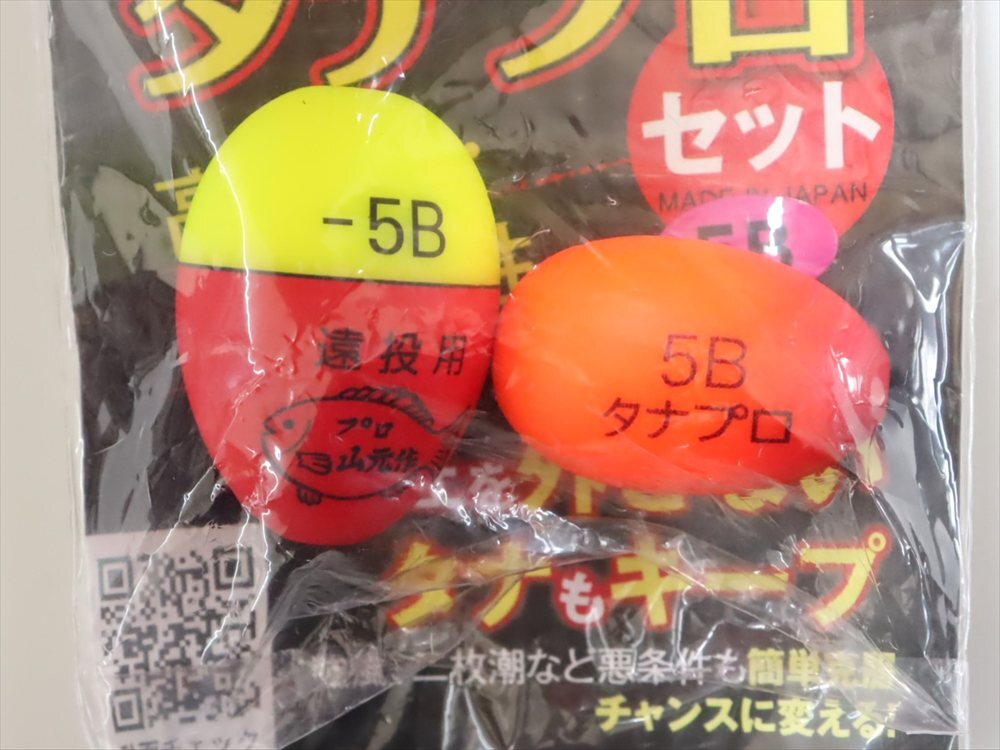 タナプロ
セット
MADE IN JAPAN
5B
-5B
遠投用
プロ
山元作
5B
タナプロ
タナもキープ
二枚潮など悪条件も簡単克服
チャンスに変える!